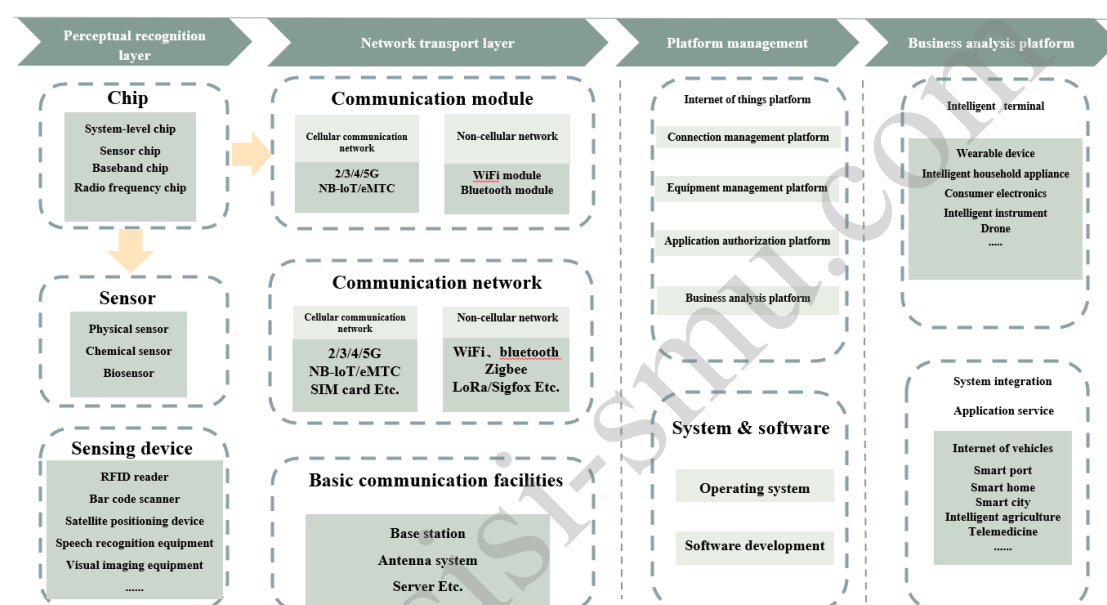 Perceptual recognition
layer
Network transport layer
Platform management
Business analysis platform
Chip
System-level chip
Sensor chip
Baseband chip
Radio frequency chip
Sensor
Physical sensor
Chemical sensor
Biosensor
Sensing device
RFID reader
Bar code scanner
Satellite positioning device
Speech recognition equipment
Visual imaging equipment
......
Communication module
Cellular communication
network
2/3/4/5G
NB-loT/eMTC
Non-cellular network
WiFi module
Bluetooth module
Communication network
Cellular communication
network
2/3/4/5G
NB-loT/eMTC
SIM card Etc.
Non-cellular network
WiFi、bluetooth
Zigbee
LoRa/Sigfox Etc.
Basic communication facilities
Base station
Antenna system
Server Etc.
Internet of things platform
Connection management platform
Equipment management platform
Application authorization platform
Business analysis platform
System & software
Operating system
Software development
Intelligent terminal
Wearable device
Intelligent household appliance
Consumer electronics
Intelligent instrument
Drone
.....
System integration
Application service
Internet of vehicles
Smart port
Smart home
Smart city
Intelligent agriculture
Telemedicine
......
isi-smu.com